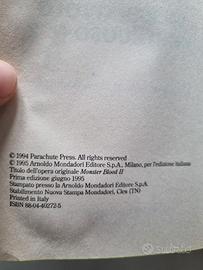 © 1994 Parachute Press. All rights reserved
© 1995 Arnoldo Mondadori Editore S.p.A., Milano, per l'edizione italiana
Titolo dell'opera originale Monster Blood II
Prima edizione giugno 1995
Stampato presso la Arnoldo Mondadori Editore S.p.A.
Stabilimento Nuova Stampa Mondadori, Cles (TN)
Printed in Italy
ISBN 88-04-40272-5
subito